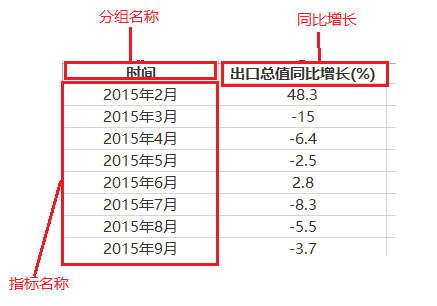 分组名称 同比增长
时间 出口总值同比增长(%)
2015年2月 48.3
2015年3月 -15
2015年4月 -6.4
2015年5月 -2.5
2015年6月 2.8
2015年7月 -8.3
2015年8月 -5.5
2015年9月 -3.7
指标名称